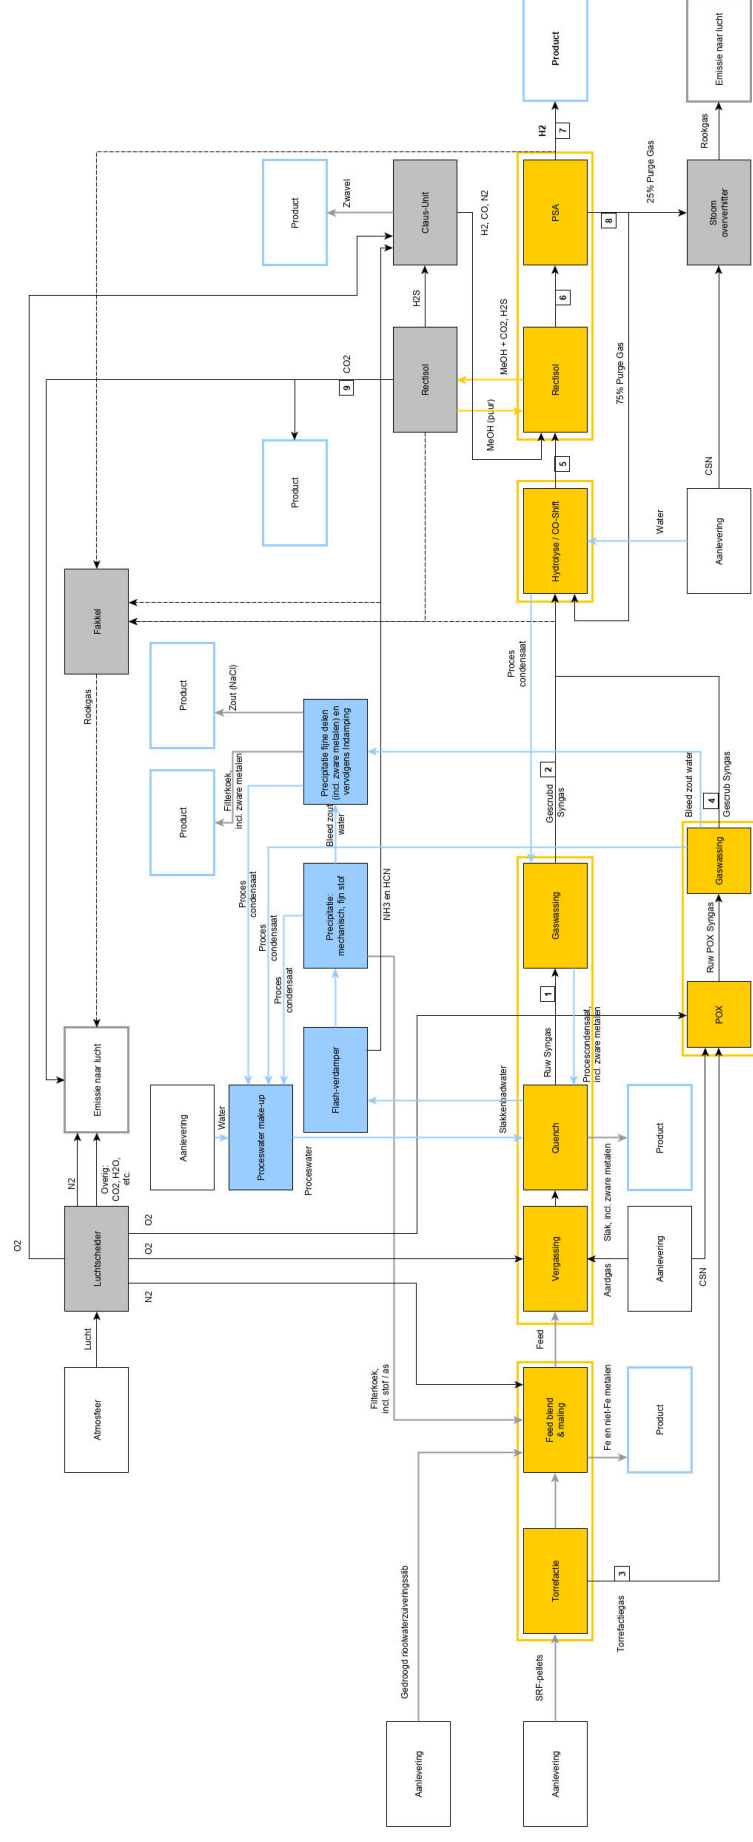 O2
Atmosfeer
Lucht
Luchtscheider
N2
Overig:
CO2, H2O,
etc.
Emissie naar lucht
Rookgas
Fakkel
N2
O2
O2
Aanlevering
Water
Product
Filterkoek,
incl. zware metalen
Product
Zout (NaCl)
Proceswater make-up
Proces
condensaat
Proces
condensaat
Proces
condensaat
Product
9
CO2
Product
Zwavel
Proceswater
Flash-verdamper
Precipitatie:
mechanisch, fijn stof
Bleed zout
water
Precipitatie fijne delen
(incl. zware metalen) en
vervolgens Indamping
NH3 en HCN
Filterkoek,
incl. stof / as
Rectisol
H2S
Claus-Unit
Aanlevering
Gedroogd rioolwaterzuiveringsslib
Slakkenbadwater
MeOH (puur)
MeOH + CO2, H2S
H2, CO, N2
Aanlevering
SRF-pellets
Torrefactie
Feed blend
& maling
Feed
Vergassing
Quench
Ruw Syngas
1
Gaswassing
Gescrubd
Syngas
2
Proces
condensaat
Hydrolyse / CO-Shift
5
Rectisol
6
PSA
H2
7
Product
Procescondensaat,
incl. zware metalen
Fe en niet-Fe metalen
Aardgas
Slak, incl. zware metalen
8
3
Torrefactiegas
75% Purge Gas
25% Purge Gas
Product
Aanlevering
Product
Water
CSN
Bleed zout water
CSN
POX
Ruw POX Syngas
Gaswassing
4
Gescrub Syngas
Aanlevering
Stoom
oververhitter
Rookgas
Emissie naar lucht